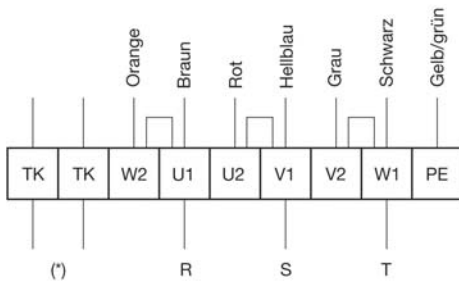 Orange Braun Rot Hellblau Grau Schwarz Gelb/grün
TK TK W2 U1 U2 V1 V2 W1 PE
(*) R S T